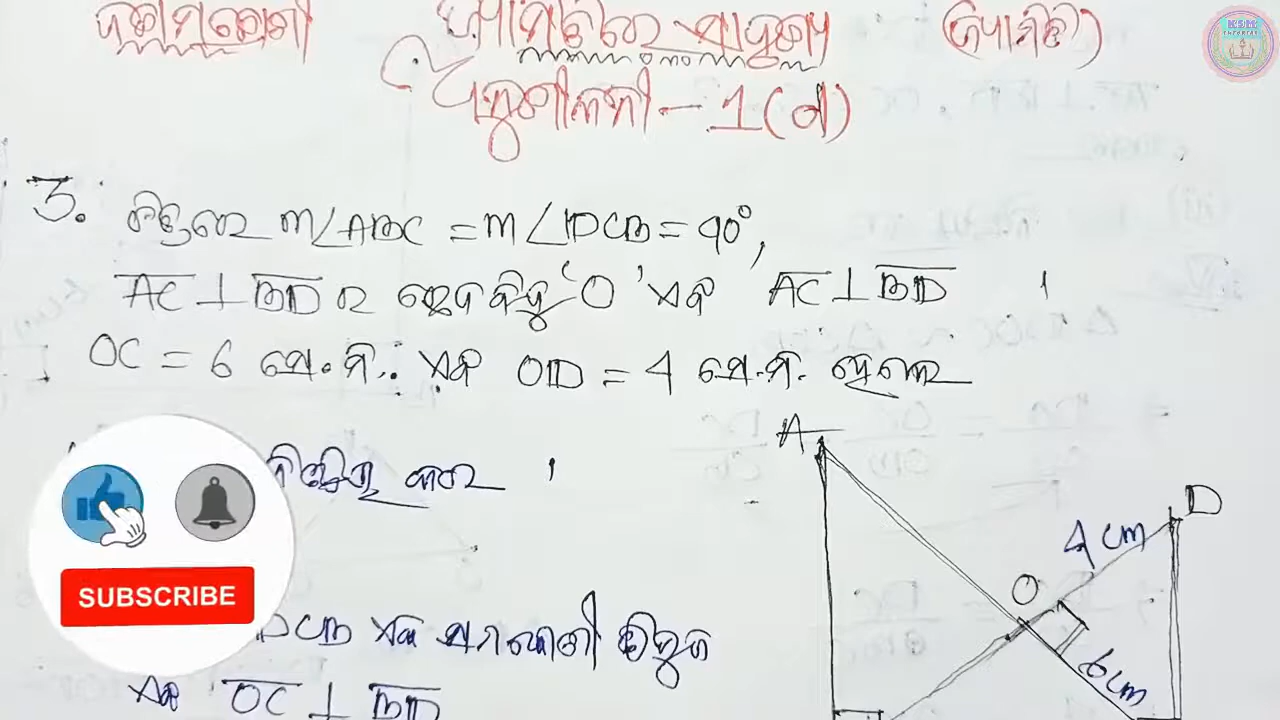 ଦଶମ ଶ୍ରେଣୀ ଜ୍ୟାମିତିରେ ସାଦୃଶ୍ୟ (ଜ୍ୟାମିତି)
ଅନୁଶୀଳନୀ - 1(d)
3. ଚିତ୍ରରେ m∠ABC = m∠DCB = 90°,
AC ⊥ BD ର ଛେଦବିନ୍ଦୁ 'O' ଏବଂ AC ⊥ BD ।
OC = 6 ସେ.ମି. ଏବଂ OD = 4 ସେ.ମି. ହେଲେ
କର ।
A
D
4 cm
O
6cm
DCB ଏକ ସମକୋଣୀ ତ୍ରିଭୁଜ
ଏବଂ OC ⊥ BD
SUBSCRIBE